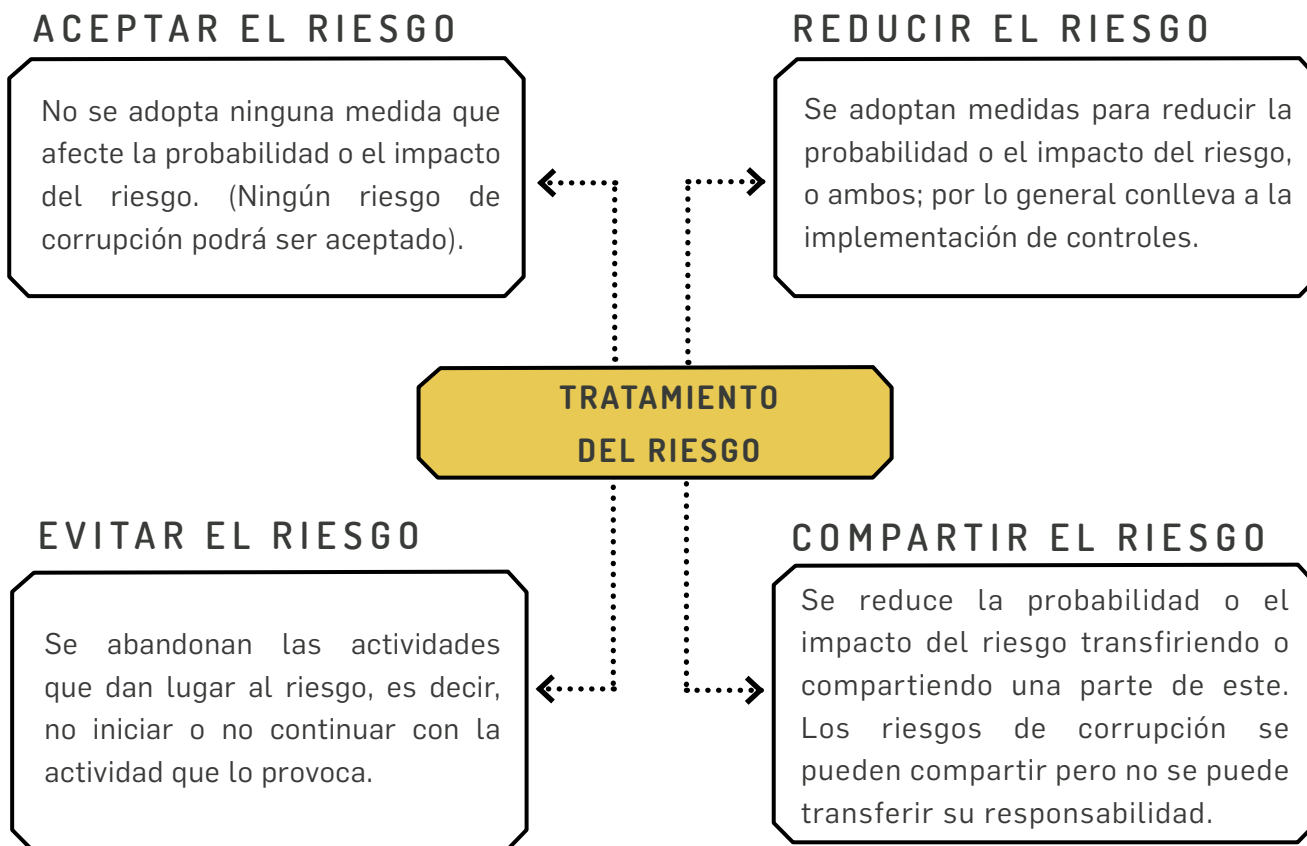 ACEPTAR EL RIESGO
No se adopta ninguna medida que
afecte la probabilidad o el impacto
del riesgo. (Ningún riesgo de
corrupción podrá ser aceptado).
REDUCIR EL RIESGO
Se adoptan medidas para reducir la
probabilidad o el impacto del riesgo,
o ambos; por lo general conlleva a la
implementación de controles.
TRATAMIENTO
DEL RIESGO
EVITAR EL RIESGO
Se abandonan las actividades
que dan lugar al riesgo, es decir,
no iniciar o no continuar con la
actividad que lo provoca.
COMPARTIR EL RIESGO
Se reduce la probabilidad o el
impacto del riesgo transfiriendo o
compartiendo una parte de este.
Los riesgos de corrupción se
pueden compartir pero no se puede
transferir su responsabilidad.